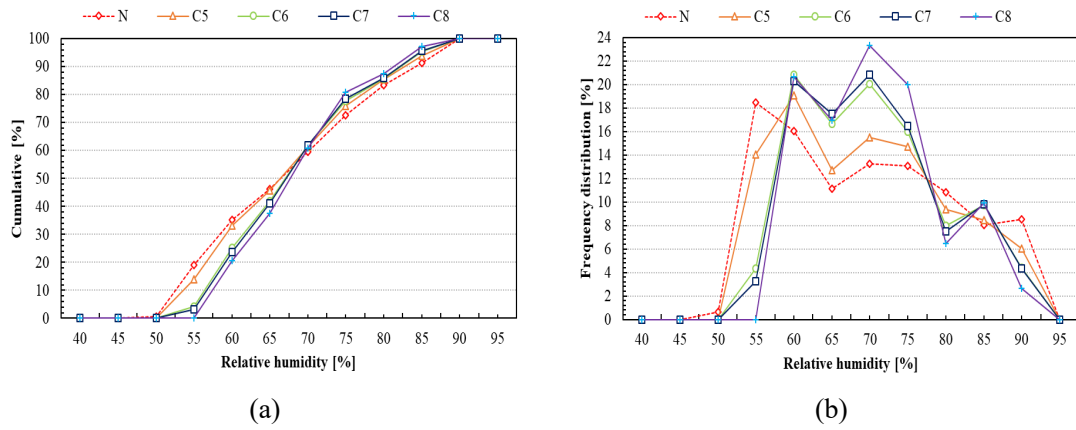 N C5 C6 C7 C8
100
90
80
70
60
50
40
30
20
10
0
Cumulative [%]
40 45 50 55 60 65 70 75 80 85 90 95
Relative humidity [%]
(a)
N C5 C6 C7 C8
24
22
20
18
16
14
12
10
8
6
4
2
0
Frequency distribution [%]
40 45 50 55 60 65 70 75 80 85 90 95
Relative humidity [%]
(b)